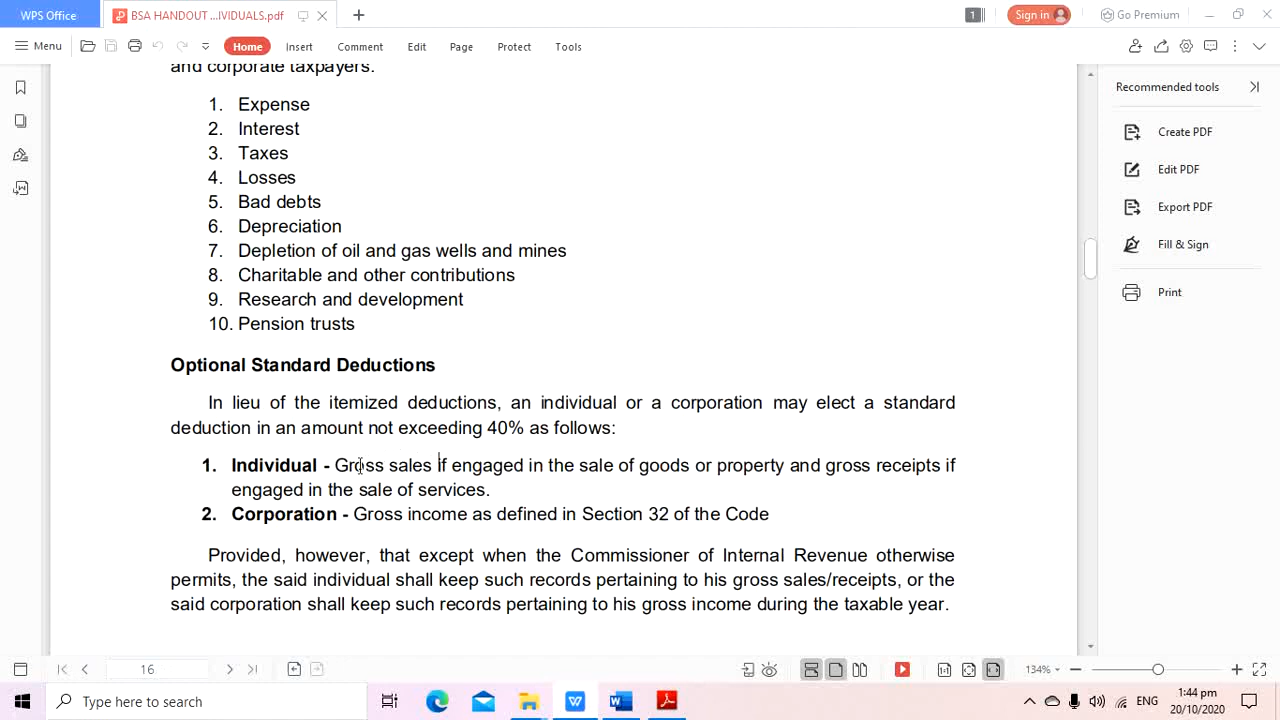 WPS Office
BSA HANDOUT ...IVIDUALS.pdf
1
Sign in
Go Premium
Menu
Home
Insert
Comment
Edit
Page
Protect
Tools
and corporate taxpayers.
1. Expense
2. Interest
3. Taxes
4. Losses
5. Bad debts
6. Depreciation
7. Depletion of oil and gas wells and mines
8. Charitable and other contributions
9. Research and development
10. Pension trusts
Optional Standard Deductions
In lieu of the itemized deductions, an individual or a corporation may elect a standard
deduction in an amount not exceeding 40% as follows:
1. Individual - Gross sales if engaged in the sale of goods or property and gross receipts if
engaged in the sale of services.
2. Corporation - Gross income as defined in Section 32 of the Code
Provided, however, that except when the Commissioner of Internal Revenue otherwise
permits, the said individual shall keep such records pertaining to his gross sales/receipts, or the
said corporation shall keep such records pertaining to his gross income during the taxable year.
Recommended tools
Create PDF
Edit PDF
Export PDF
Fill & Sign
Print
16
134%
Type here to search
ENG
1:44 pm
20/10/2020